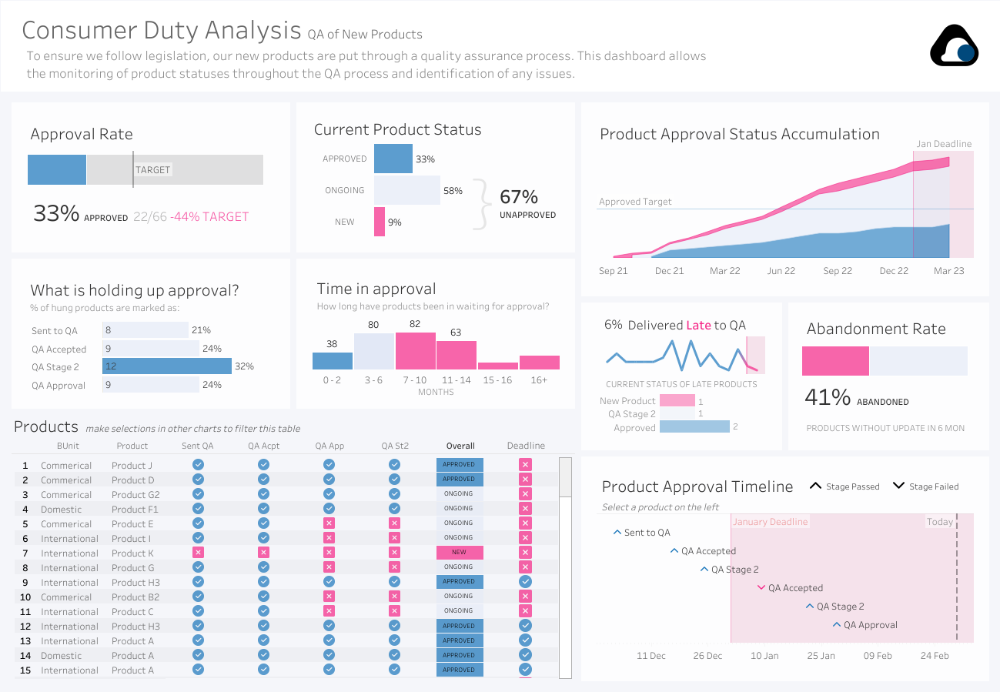 Consumer Duty Analysis QA of New Products
To ensure we follow legislation, our new products are put through a quality assurance process. This dashboard allows
the monitoring of product statuses throughout the QA process and identification of any issues.
Approval Rate
TARGET
33% APPROVED 22/66 -44% TARGET
Current Product Status
APPROVED 33%
ONGOING 58%
NEW 9%
67%
UNAPPROVED
Product Approval Status Accumulation
Jan Deadline
Approved Target
Sep 21 Dec 21 Mar 22 Jun 22 Sep 22 Dec 22 Mar 23
What is holding up approval?
% of hung products are marked as:
Sent to QA 8 21%
QA Accepted 9 24%
QA Stage 2 12 32%
QA Approval 9 24%
Time in approval
How long have products been in waiting for approval?
38 80 82 63
0 - 2 3 - 6 7 - 10 11 - 14 15 - 16 16+
MONTHS
6% Delivered Late to QA
CURRENT STATUS OF LATE PRODUCTS
New Product 1
QA Stage 2 1
Approved 2
Abandonment Rate
41% ABANDONED
PRODUCTS WITHOUT UPDATE IN 6 MON
Products make selections in other charts to filter this table
BUnit Product Sent QA QA Acpt QA App QA St2 Overall Deadline
1 Commerical Product J APPROVED
2 Commerical Product D APPROVED
3 Commerical Product G2 ONGOING
4 Domestic Product F1 ONGOING
5 Commerical Product E ONGOING
6 International Product I ONGOING
7 International Product K NEW
8 International Product G ONGOING
9 International Product H3 APPROVED
10 Commerical Product B2 ONGOING
11 International Product C ONGOING
12 International Product H3 APPROVED
13 International Product A APPROVED
14 Domestic Product A APPROVED
15 International Product A APPROVED
Product Approval Timeline Stage Passed Stage Failed
Select a product on the left
January Deadline Today
Sent to QA
QA Accepted
QA Stage 2
QA Accepted
QA Stage 2
QA Approval
11 Dec 26 Dec 10 Jan 25 Jan 09 Feb 24 Feb